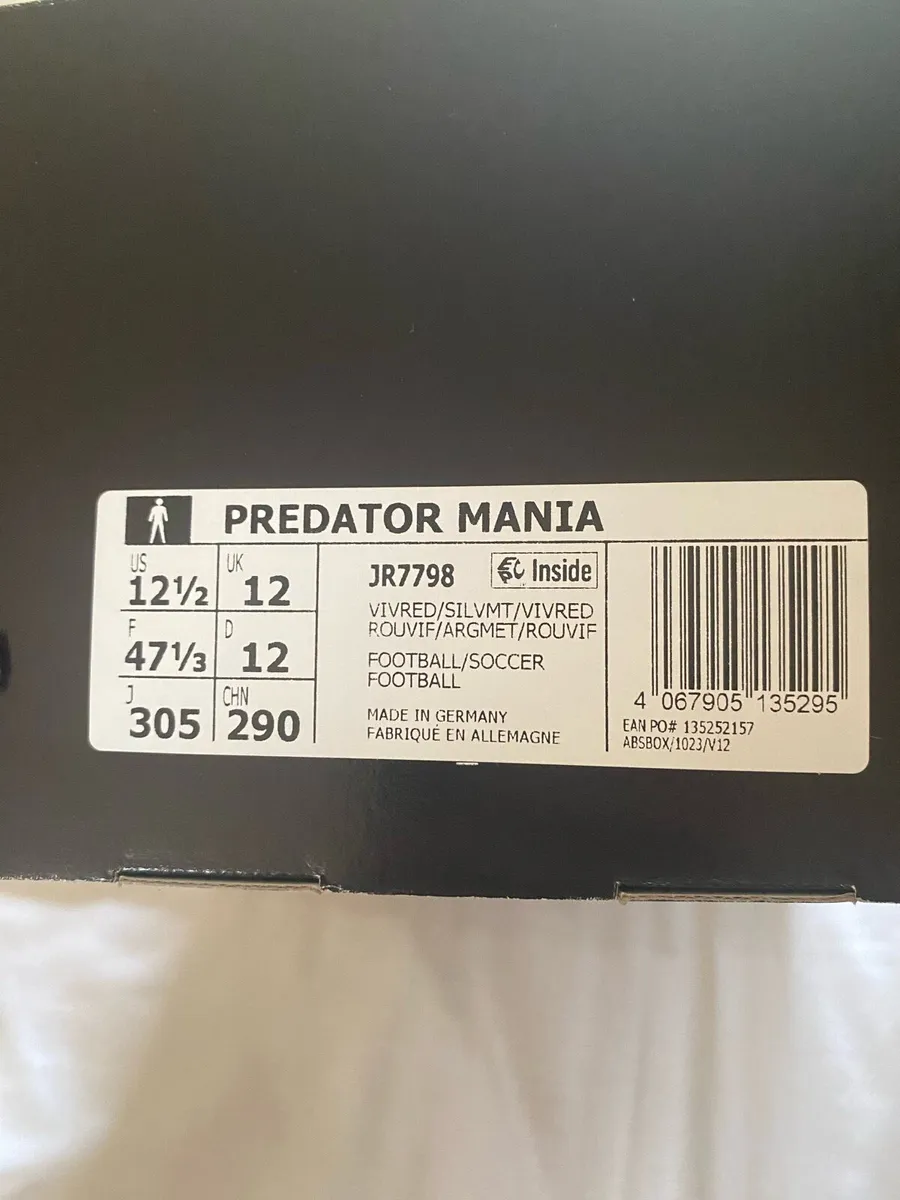 PREDATOR MANIA
US
12½
UK
12
F
47⅓
D
12
J
305
CHN
290
JR7798
Inside
VIVRED/SILVMT/VIVRED
ROUVIF/ARGMET/ROUVIF
FOOTBALL/SOCCER
FOOTBALL
MADE IN GERMANY
FABRIQUÉ EN ALLEMAGNE
4 067905 135295
EAN PO# 135252157
ABSBOX/1023/V12